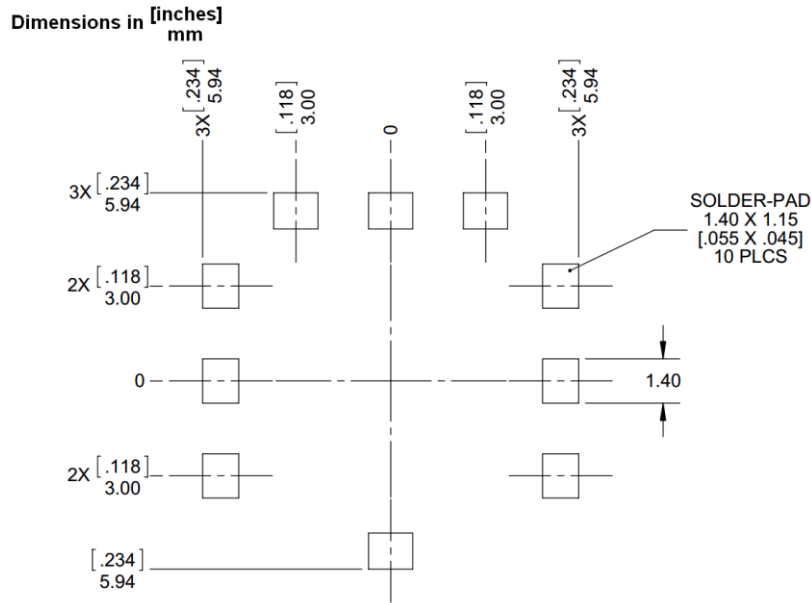 Dimensions in [inches]
mm
3X [.234]
5.94
[.118]
3.00
0
[.118]
3.00
3X [.234]
5.94
3X [.234]
5.94
SOLDER-PAD
1.40 X 1.15
[.055 X .045]
10 PLCS
2X [.118]
3.00
0
1.40
2X [.118]
3.00
[.234]
5.94